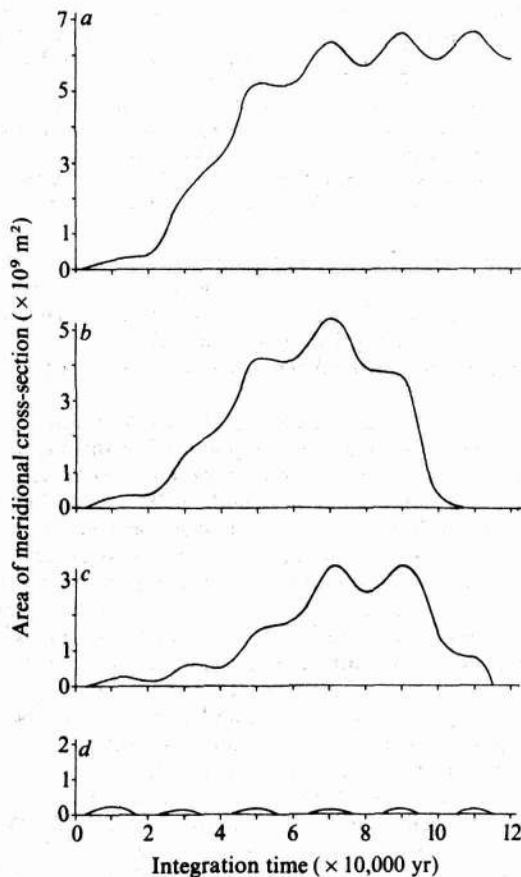 7
a
5
3
1
0
5
b
3
1
0
3
c
1
0
2
d
1
0
0 2 4 6 8 10 12
Integration time ( × 10,000 yr)
Area of meridional cross-section ( × 10⁹ m²)